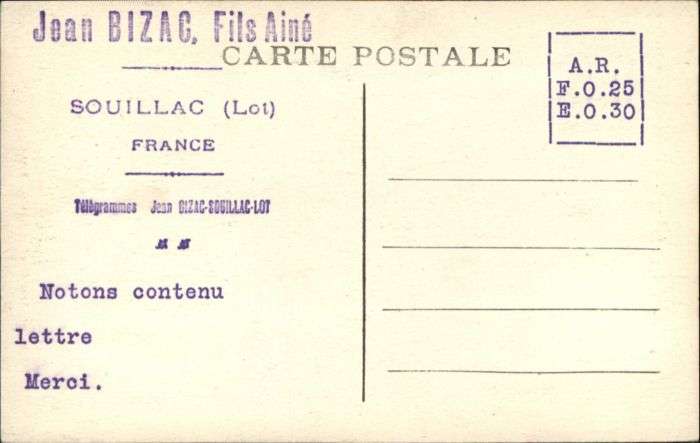 Jean BIZAC, Fils Ainé
CARTE POSTALE
SOUILLAC (Lot)
FRANCE
Télégrammes Jean BIZAC-SOUILLAC-LOT
Notons contenu
lettre
Merci.
A.R.
F.0.25
E.0.30